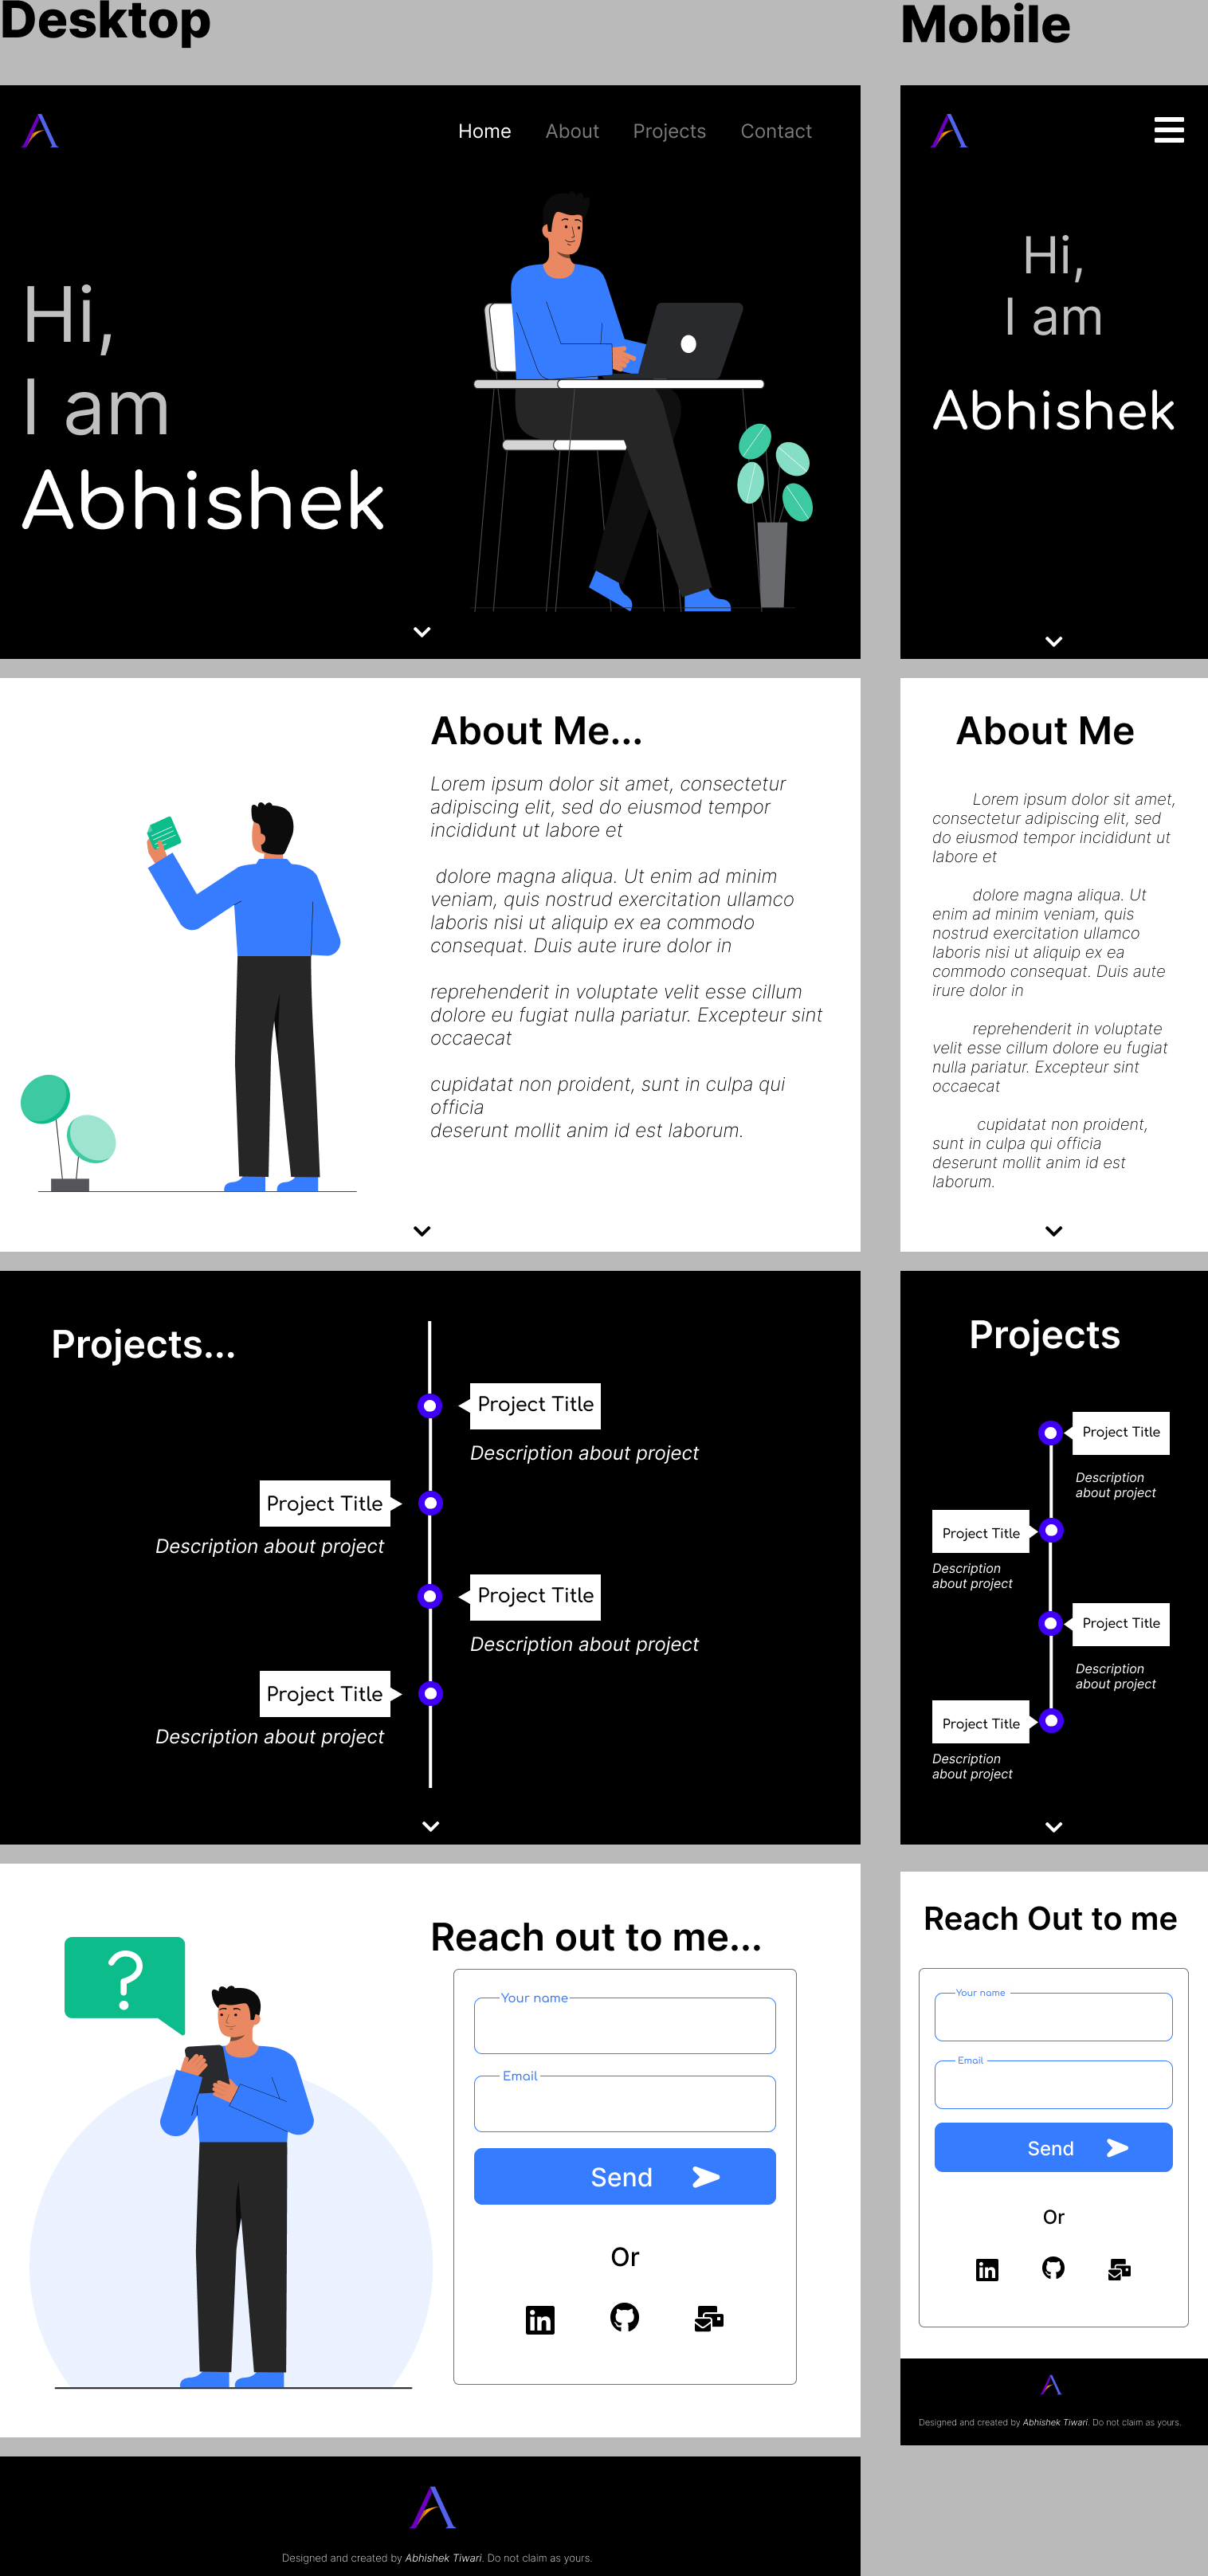 Desktop
Home About Projects Contact
Hi,
I am
Abhishek
About Me...
Lorem ipsum dolor sit amet, consectetur
adipiscing elit, sed do eiusmod tempor
incididunt ut labore et
dolore magna aliqua. Ut enim ad minim
veniam, quis nostrud exercitation ullamco
laboris nisi ut aliquip ex ea commodo
consequat. Duis aute irure dolor in
reprehenderit in voluptate velit esse cillum
dolore eu fugiat nulla pariatur. Excepteur sint
occaecat
cupidatat non proident, sunt in culpa qui
officia
deserunt mollit anim id est laborum.
Projects...
Project Title
Description about project
Project Title
Description about project
Project Title
Description about project
Project Title
Description about project
?
Reach out to me...
Your name
Email
Send
Or
in
A
Designed and created by Abhishek Tiwari. Do not claim as yours.
Mobile
Hi,
I am
Abhishek
About Me
Lorem ipsum dolor sit amet,
consectetur adipiscing elit, sed
do eiusmod tempor incididunt ut
labore et
dolore magna aliqua. Ut
enim ad minim veniam, quis
nostrud exercitation ullamco
laboris nisi ut aliquip ex ea
commodo consequat. Duis aute
irure dolor in
reprehenderit in voluptate
velit esse cillum dolore eu fugiat
nulla pariatur. Excepteur sint
occaecat
cupidatat non proident,
sunt in culpa qui officia
deserunt mollit anim id est
laborum.
Projects
Project Title
Description
about project
Project Title
Description
about project
Project Title
Description
about project
Project Title
Description
about project
Reach Out to me
Your name
Email
Send
Or
in
A
Designed and created by Abhishek Tiwari. Do not claim as yours.